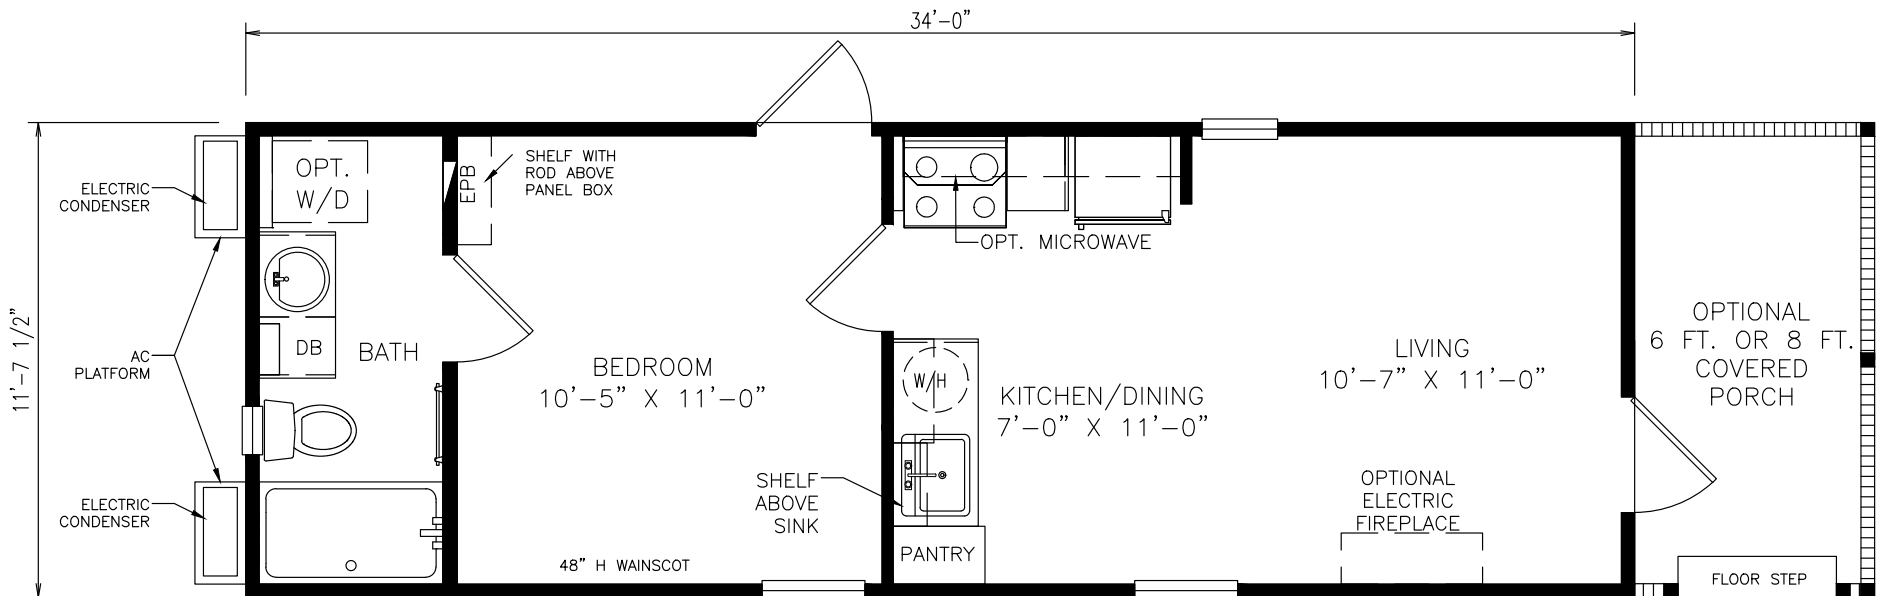 34'-0"
11'-7 1/2"
ELECTRIC
CONDENSER
AC
PLATFORM
ELECTRIC
CONDENSER
OPT.
W/D
DB
BATH
EPB
SHELF WITH
ROD ABOVE
PANEL BOX
BEDROOM
10'-5" X 11'-0"
48" H WAINSCOT
OPT. MICROWAVE
W/H
KITCHEN/DINING
7'-0" X 11'-0"
SHELF
ABOVE
SINK
PANTRY
LIVING
10'-7" X 11'-0"
OPTIONAL
ELECTRIC
FIREPLACE
OPTIONAL
6 FT. OR 8 FT.
COVERED
PORCH
FLOOR STEP